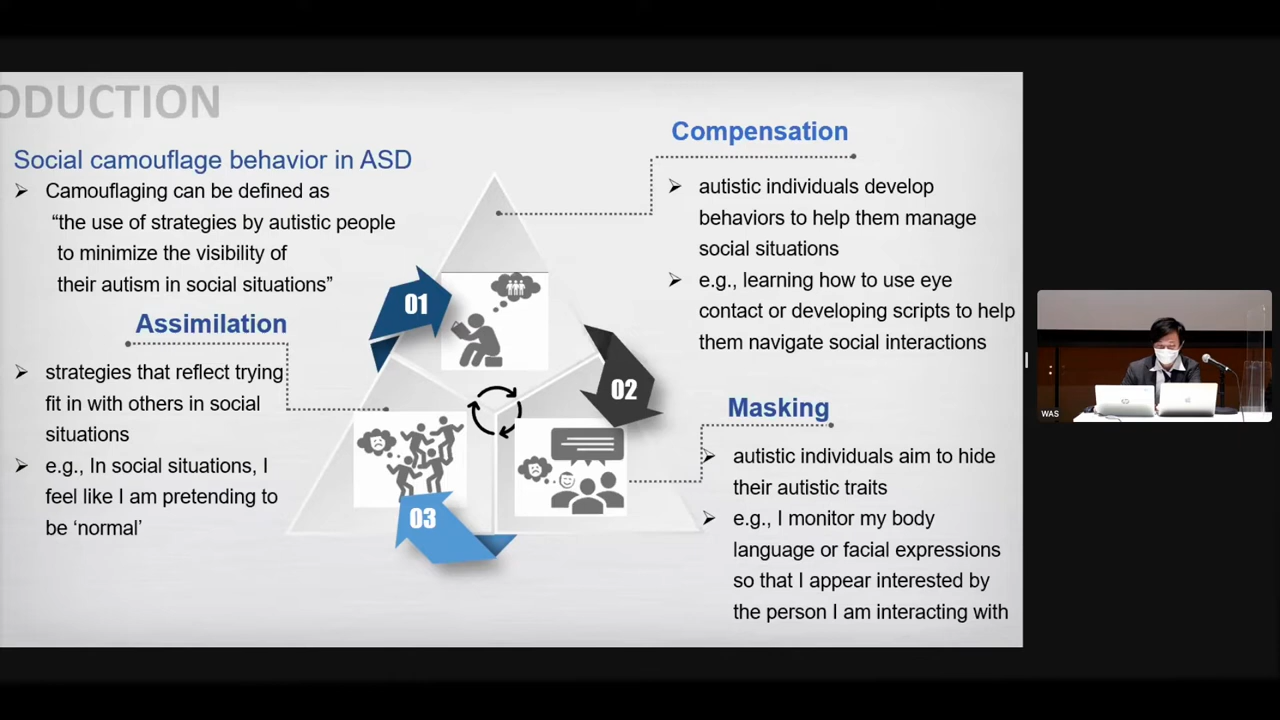 ODUCTION
Social camouflage behavior in ASD
Camouflaging can be defined as
“the use of strategies by autistic people
to minimize the visibility of
their autism in social situations”
Assimilation
strategies that reflect trying
fit in with others in social
situations
e.g., In social situations, I
feel like I am pretending to
be ‘normal’
01
02
03
Compensation
autistic individuals develop
behaviors to help them manage
social situations
e.g., learning how to use eye
contact or developing scripts to help
them navigate social interactions
Masking
autistic individuals aim to hide
their autistic traits
e.g., I monitor my body
language or facial expressions
so that I appear interested by
the person I am interacting with
WAS